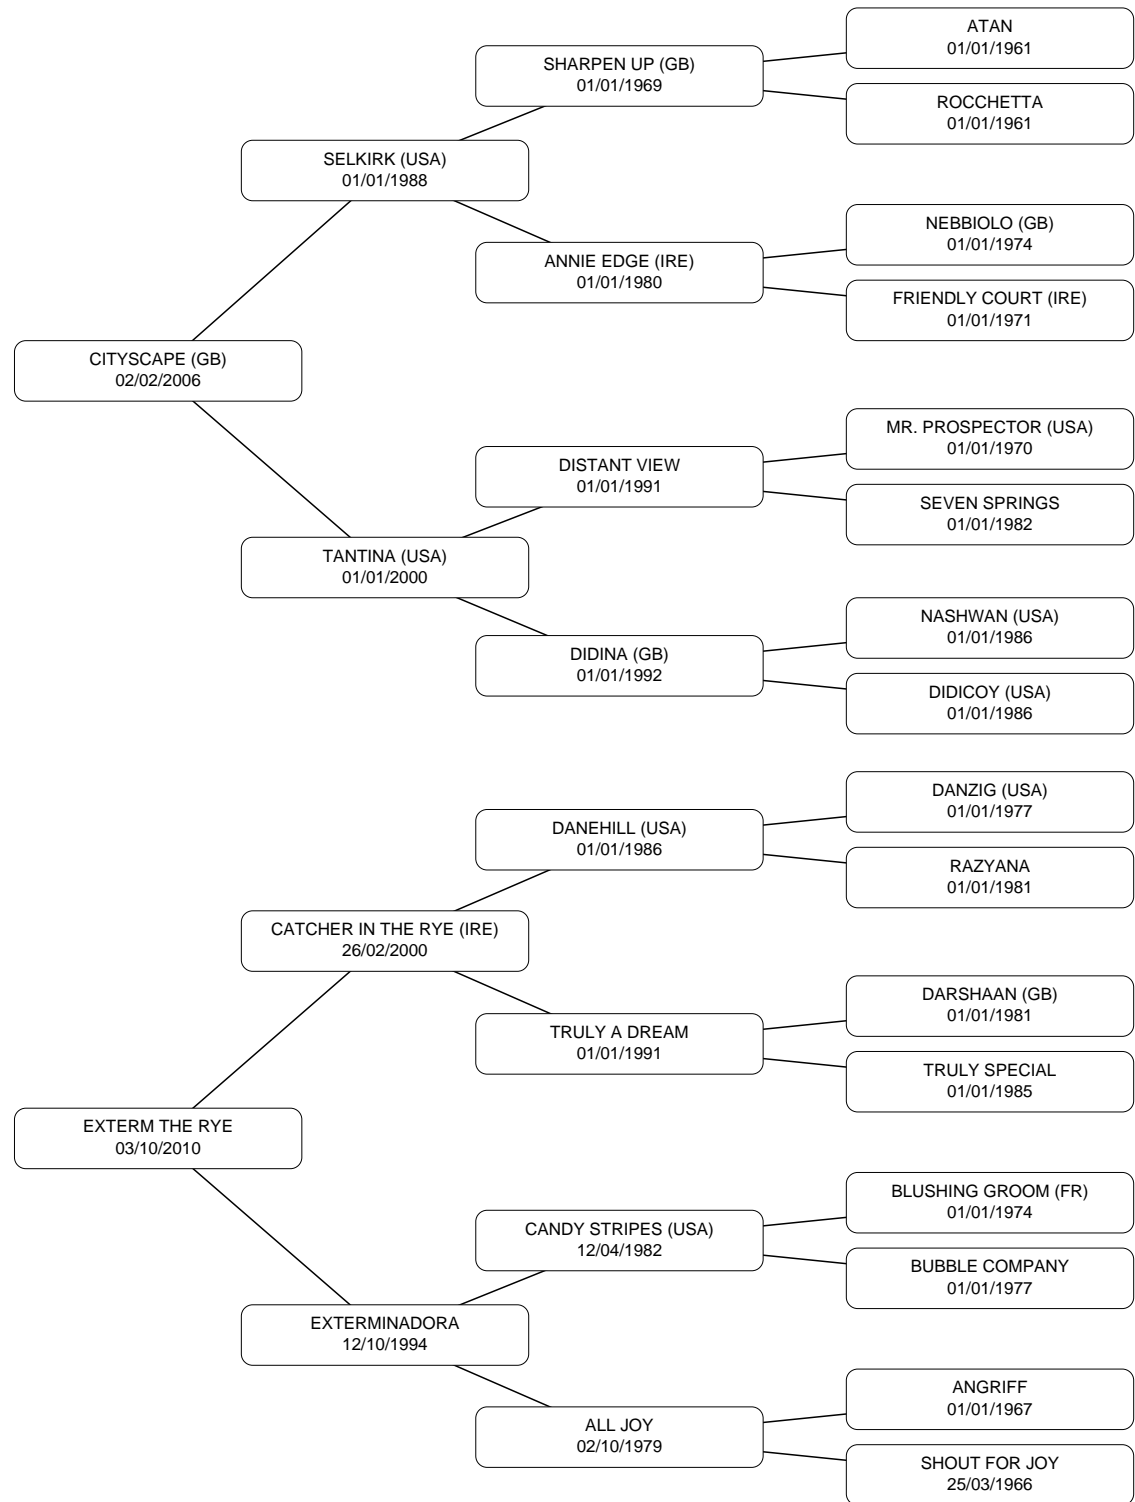 ATAN
01/01/1961
SHARPEN UP (GB)
01/01/1969
ROCCHETTA
01/01/1961
SELKIRK (USA)
01/01/1988
NEBBIOLO (GB)
01/01/1974
ANNIE EDGE (IRE)
01/01/1980
FRIENDLY COURT (IRE)
01/01/1971
CITYSCAPE (GB)
02/02/2006
MR. PROSPECTOR (USA)
01/01/1970
DISTANT VIEW
01/01/1991
SEVEN SPRINGS
01/01/1982
TANTINA (USA)
01/01/2000
NASHWAN (USA)
01/01/1986
DIDINA (GB)
01/01/1992
DIDICOY (USA)
01/01/1986
DANZIG (USA)
01/01/1977
DANEHILL (USA)
01/01/1986
RAZYANA
01/01/1981
CATCHER IN THE RYE (IRE)
26/02/2000
DARSHAAN (GB)
01/01/1981
TRULY A DREAM
01/01/1991
TRULY SPECIAL
01/01/1985
EXTERM THE RYE
03/10/2010
BLUSHING GROOM (FR)
01/01/1974
CANDY STRIPES (USA)
12/04/1982
BUBBLE COMPANY
01/01/1977
EXTERMINADORA
12/10/1994
ANGRIFF
01/01/1967
ALL JOY
02/10/1979
SHOUT FOR JOY
25/03/1966